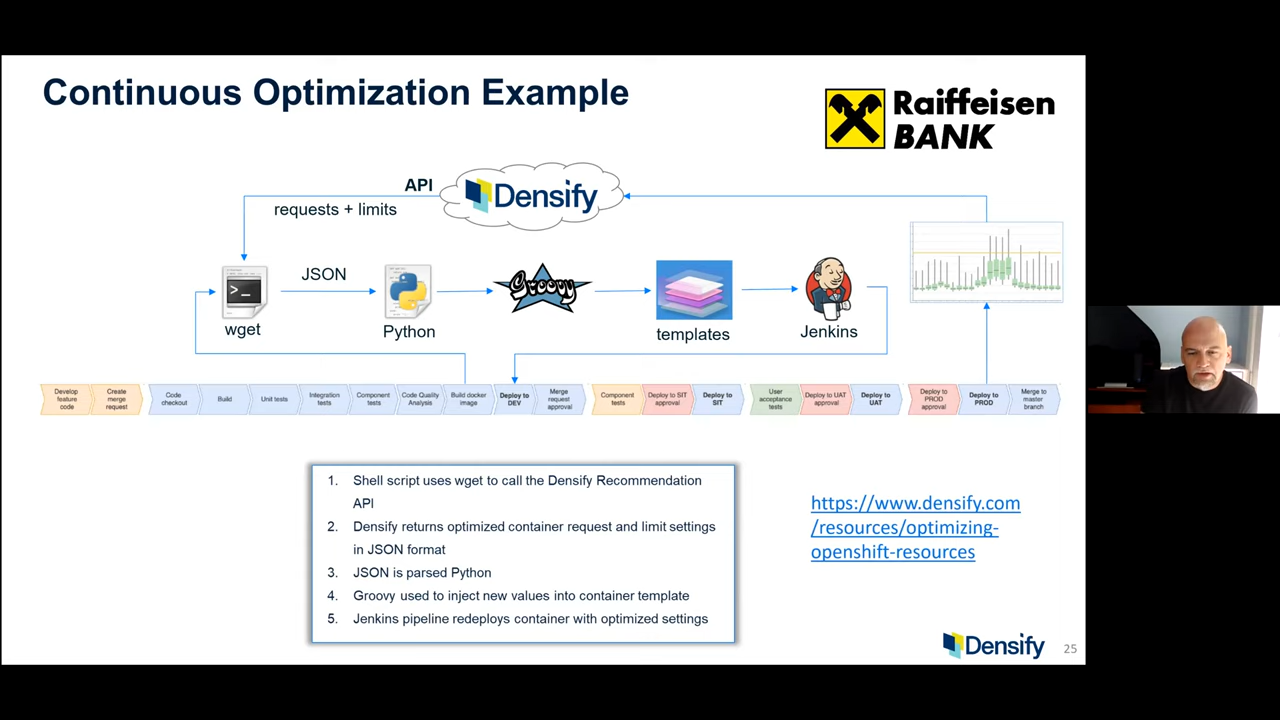 Continuous Optimization Example
Raiffeisen
BANK
API
Densify
requests + limits
JSON
Groovy
wget
Python
templates
Jenkins
Develop
feature
code
Create
merge
request
Code
checkout
Build
Unit tests
Integration
tests
Component
tests
Code Quality
Analysis
Build docker
image
Deploy to
DEV
Merge
request
approval
Component
tests
Deploy to SIT
approval
Deploy to
SIT
User
acceptance
tests
Deploy to UAT
approval
Deploy to
UAT
Deploy to
PROD
approval
Deploy to
PROD
Merge to
master
branch
1. Shell script uses wget to call the Densify Recommendation
API
2. Densify returns optimized container request and limit settings
in JSON format
3. JSON is parsed Python
4. Groovy used to inject new values into container template
5. Jenkins pipeline redeploys container with optimized settings
https://www.densify.com
/resources/optimizing-
openshift-resources
Densify
25